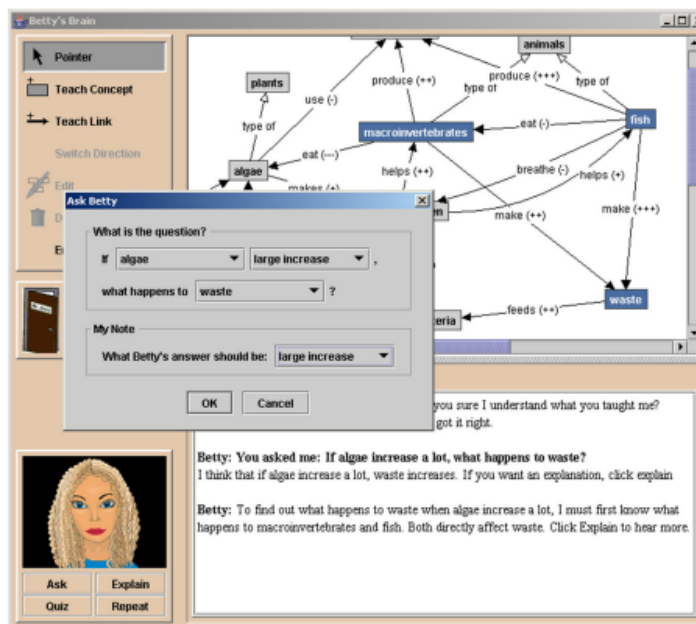 Betty's Brain
Pointer
Teach Concept
Teach Link
Switch Direction
Edit
animals
plants
produce (++)
produce (+++)
type of
type of
use (-)
type of
macroinvertebrates
eat (-)
fish
algae
eat (---)
helps (++)
breathe (-)
helps (+)
makes (+)
make (++)
make (+++)
waste
feeds (++)
Ask Betty
What is the question?
If algae large increase ,
what happens to waste ?
My Note
What Betty's answer should be: large increase
OK Cancel
you sure I understand what you taught me?
got it right.
Betty: You asked me: If algae increase a lot, what happens to waste?
I think that if algae increase a lot, waste increases. If you want an explanation, click explain
Betty: To find out what happens to waste when algae increase a lot, I must first know what
happens to macroinvertebrates and fish. Both directly affect waste. Click Explain to hear more.
Ask Explain
Quiz Repeat